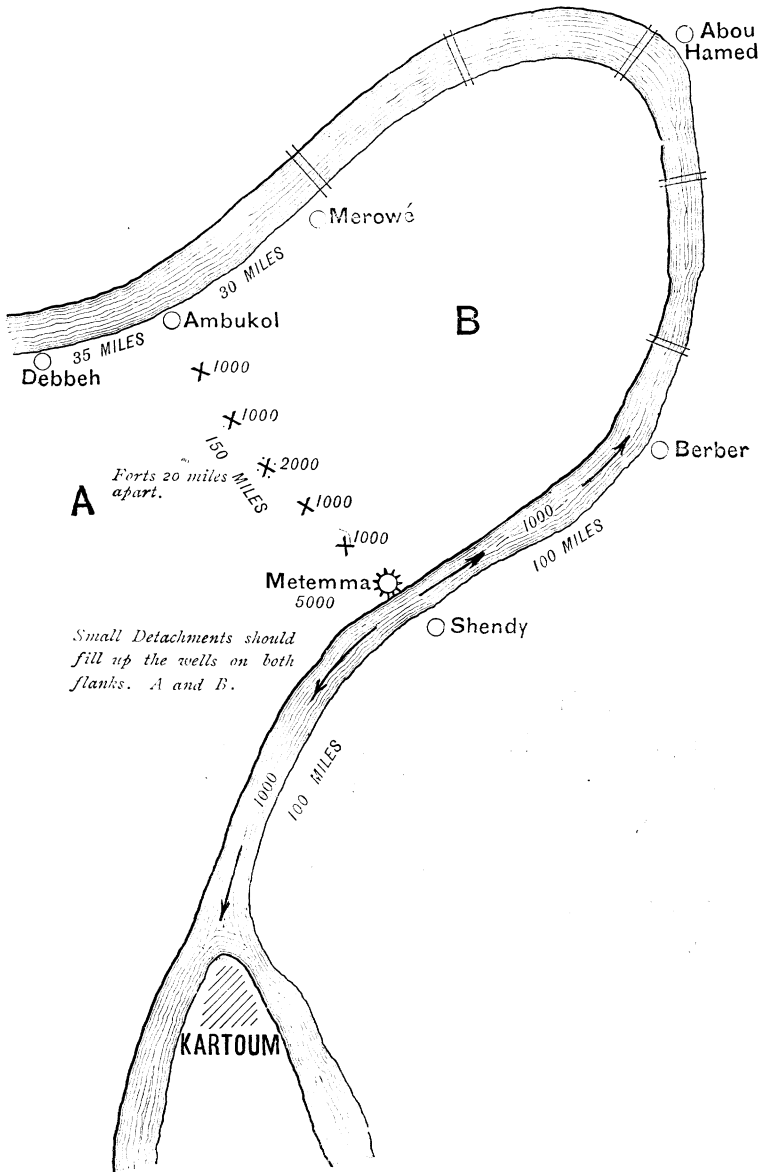 Abou
Hamed
Merowé
30 MILES
Ambukol
B
35 MILES
Debbeh
1000
1000
150 MILES
2000
Forts 20 miles
apart.
A
1000
1000
Berber
1000
100 MILES
Metemma
5000
Shendy
Small Detachments should
fill up the wells on both
flanks. A and B.
1000
100 MILES
KARTOUM